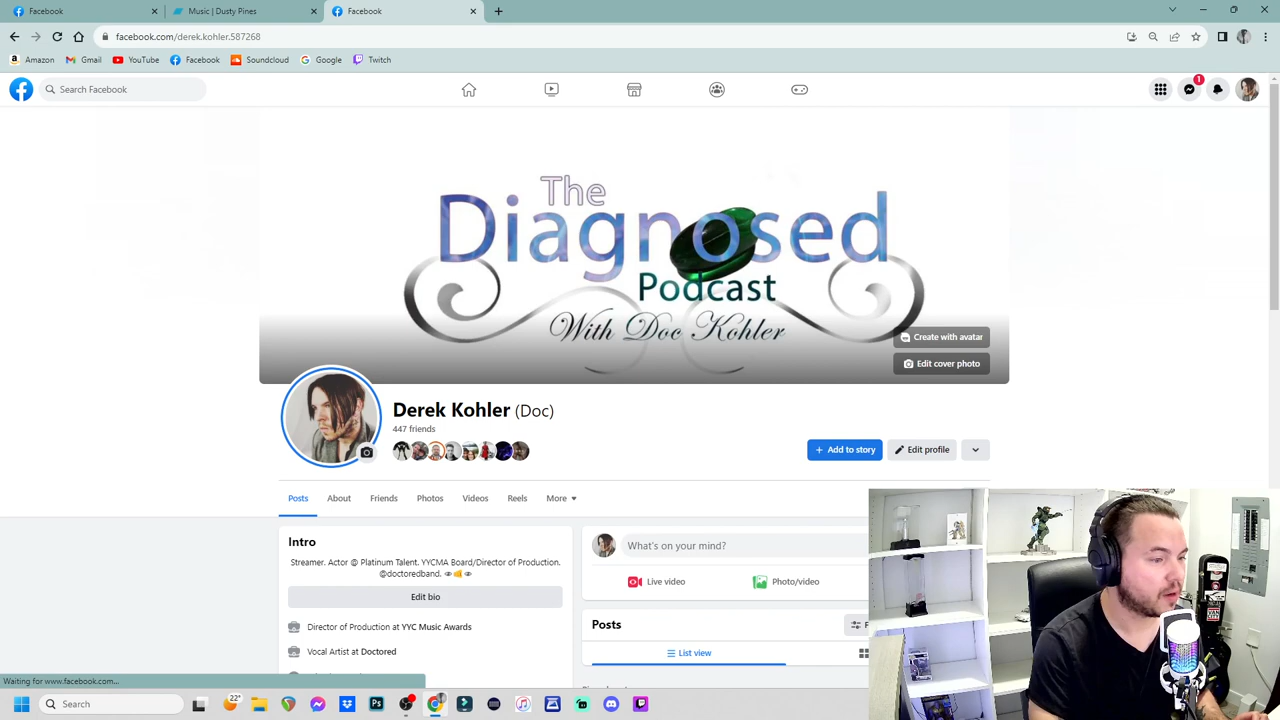 Facebook
Music | Dusty Pines
Facebook
facebook.com/derek.kohler.587268
Amazon
Gmail
YouTube
Facebook
Soundcloud
Google
Twitch
Search Facebook
1
The
Diagnosed
Podcast
With Doc Kohler
Create with avatar
Edit cover photo
Derek Kohler (Doc)
447 friends
Add to story
Edit profile
Posts
About
Friends
Photos
Videos
Reels
More
Intro
Streamer. Actor @ Platinum Talent. YYCMA Board/Director of Production.
@doctoredband.
Edit bio
Director of Production at YYC Music Awards
Vocal Artist at Doctored
What's on your mind?
Live video
Photo/video
Posts
List view
Waiting for www.facebook.com...
Search
22°